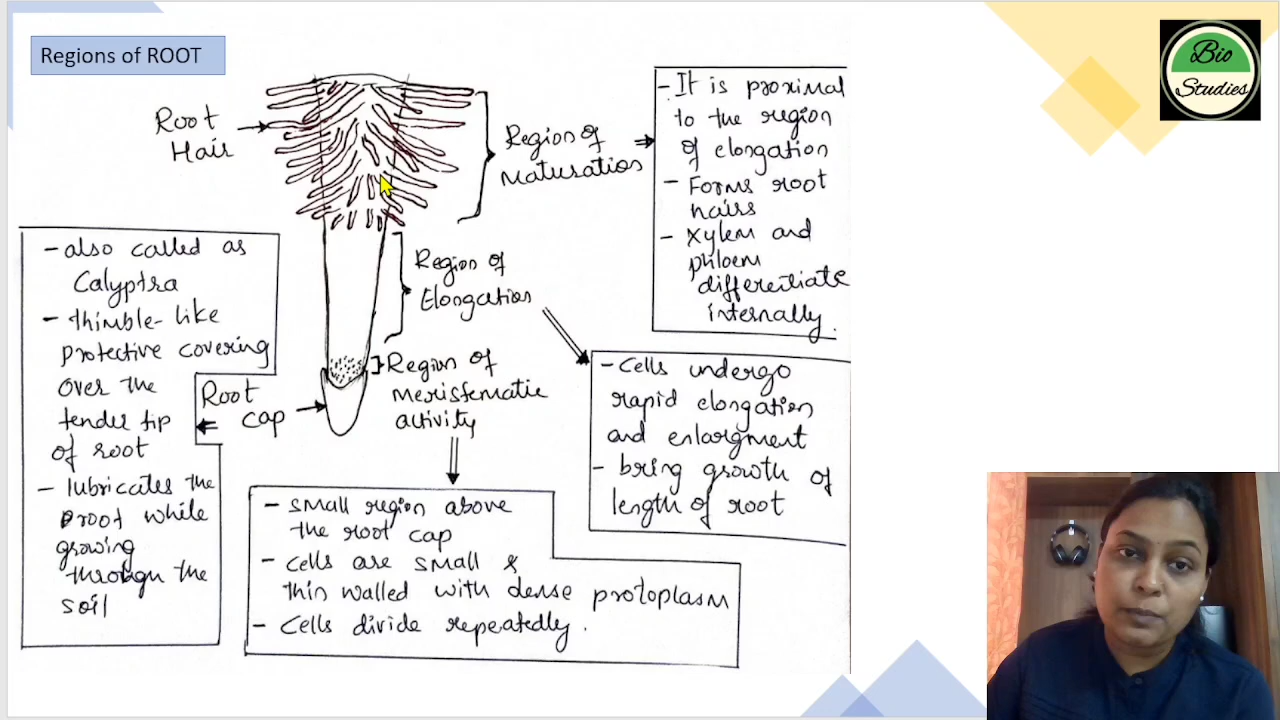 Regions of ROOT
Bio
Studies
Root
Hair
Region of
maturation
- It is proximal
to the region
of elongation
- Forms root
hairs
- Xylem and
phloem
differentiate
internally.
- also called as
Calyptra
- thimble-like
protective covering
over the
tender tip
of root
- lubricates the
root while
growing
through the
soil
Region of
Elongation
Region of
meristematic
activity
Root
cap
- Cells undergo
rapid elongation
and enlargment
- bring growth of
length of root
- small region above
the root cap
- cells are small &
thin walled with dense protoplasm
- cells divide repeatedly.